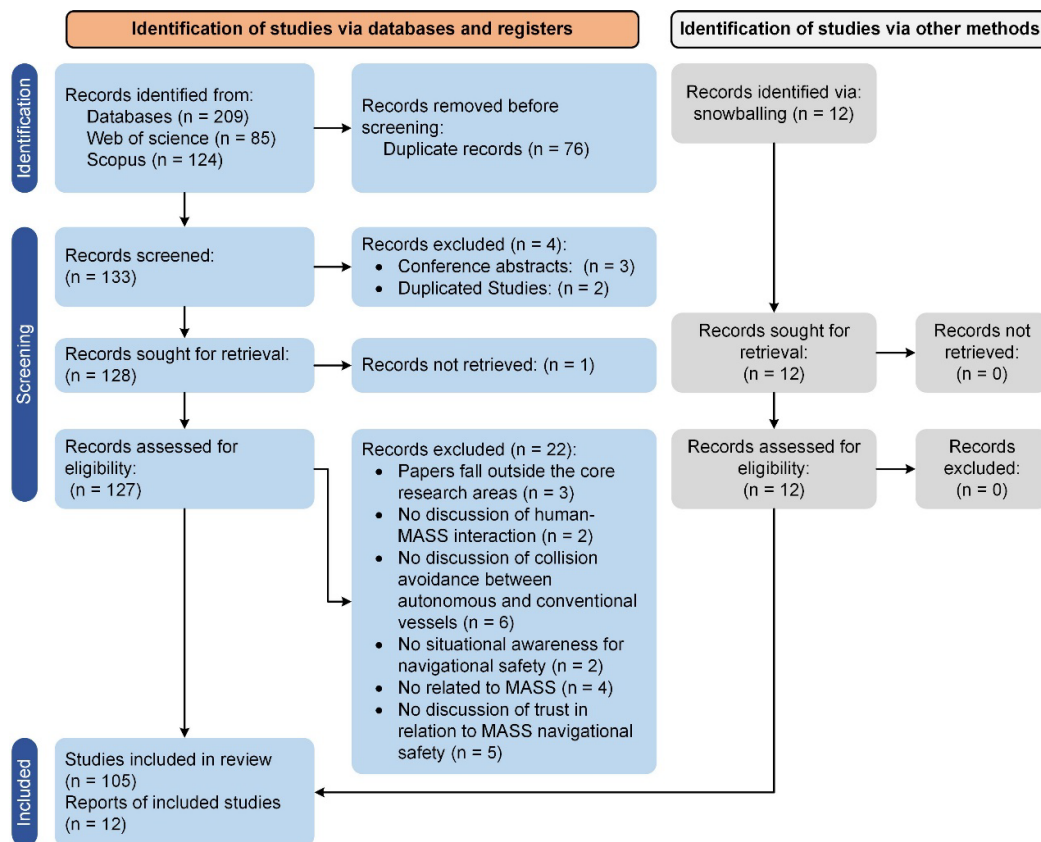 Identification of studies via databases and registers
Identification of studies via other methods
Identification
Records identified from:
Databases (n = 209)
Web of science (n = 85)
Scopus (n = 124)
Records removed before
screening:
Duplicate records (n = 76)
Records identified via:
snowballing (n = 12)
Screening
Records screened:
(n = 133)
Records excluded (n = 4):
• Conference abstracts:  (n = 3)
• Duplicated Studies: (n = 2)
Records sought for retrieval:
(n = 128)
Records not retrieved: (n = 1)
Records sought for
retrieval:
(n = 12)
Records not
retrieved:
(n = 0)
Records assessed for
eligibility:
(n = 127)
Records excluded (n = 22):
• Papers fall outside the core
research areas (n = 3)
• No discussion of human-
MASS interaction (n = 2)
• No discussion of collision
avoidance between
autonomous and conventional
vessels (n = 6)
• No situational awareness for
navigational safety (n = 2)
• No related to MASS (n = 4)
• No discussion of trust in
relation to MASS navigational
safety (n = 5)
Records assessed for
eligibility:
(n = 12)
Records
excluded:
(n = 0)
Included
Studies included in review
(n = 105)
Reports of included studies
(n = 12)